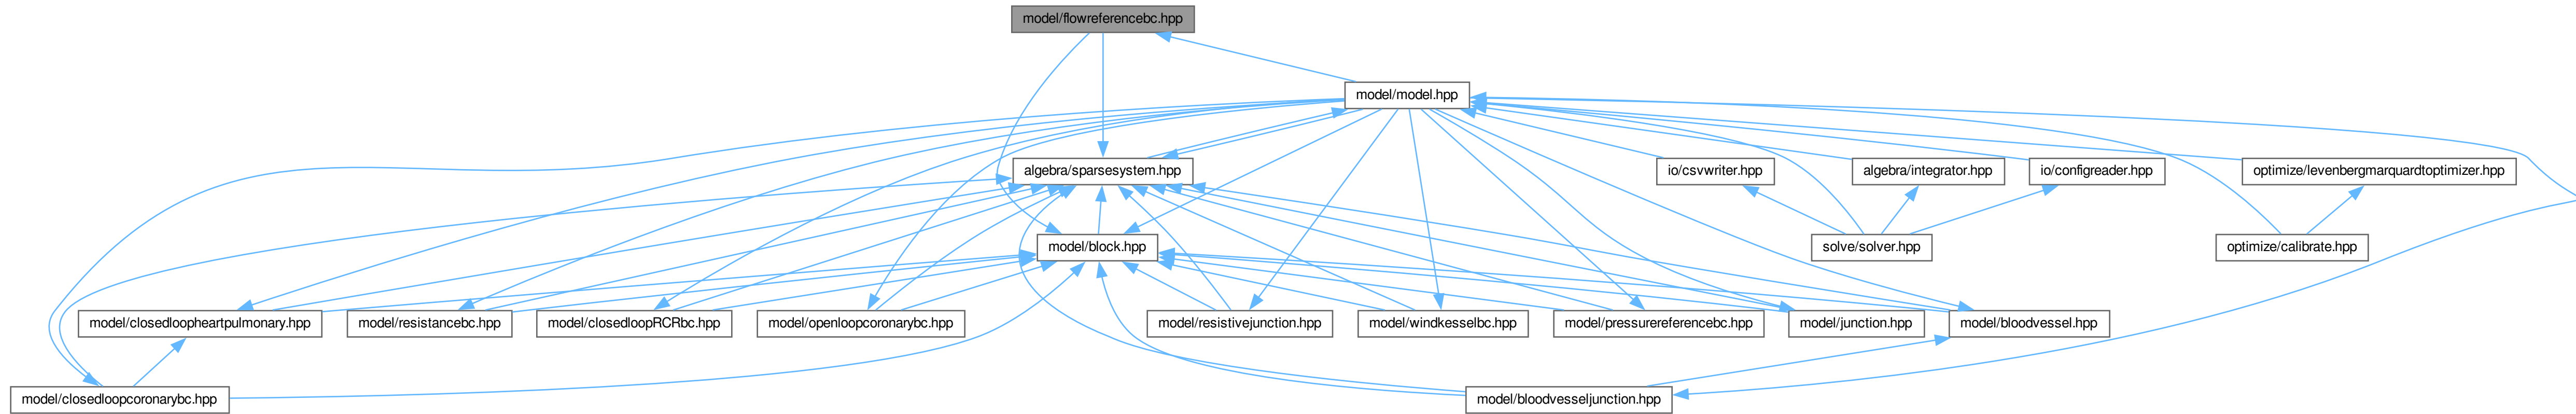 model/flowreferencebc.hpp
model/model.hpp
algebra/sparsesystem.hpp
io/csvwriter.hpp
algebra/integrator.hpp
io/configreader.hpp
optimize/levenbergmarquardtoptimizer.hpp
model/block.hpp
solve/solver.hpp
optimize/calibrate.hpp
model/closedloopheartpulmonary.hpp
model/resistancebc.hpp
model/closedloopRCRbc.hpp
model/openloopcoronarybc.hpp
model/resistivejunction.hpp
model/windkesselbc.hpp
model/pressurereferencebc.hpp
model/junction.hpp
model/bloodvessel.hpp
model/closedloopcoronarybc.hpp
model/bloodvesseljunction.hpp